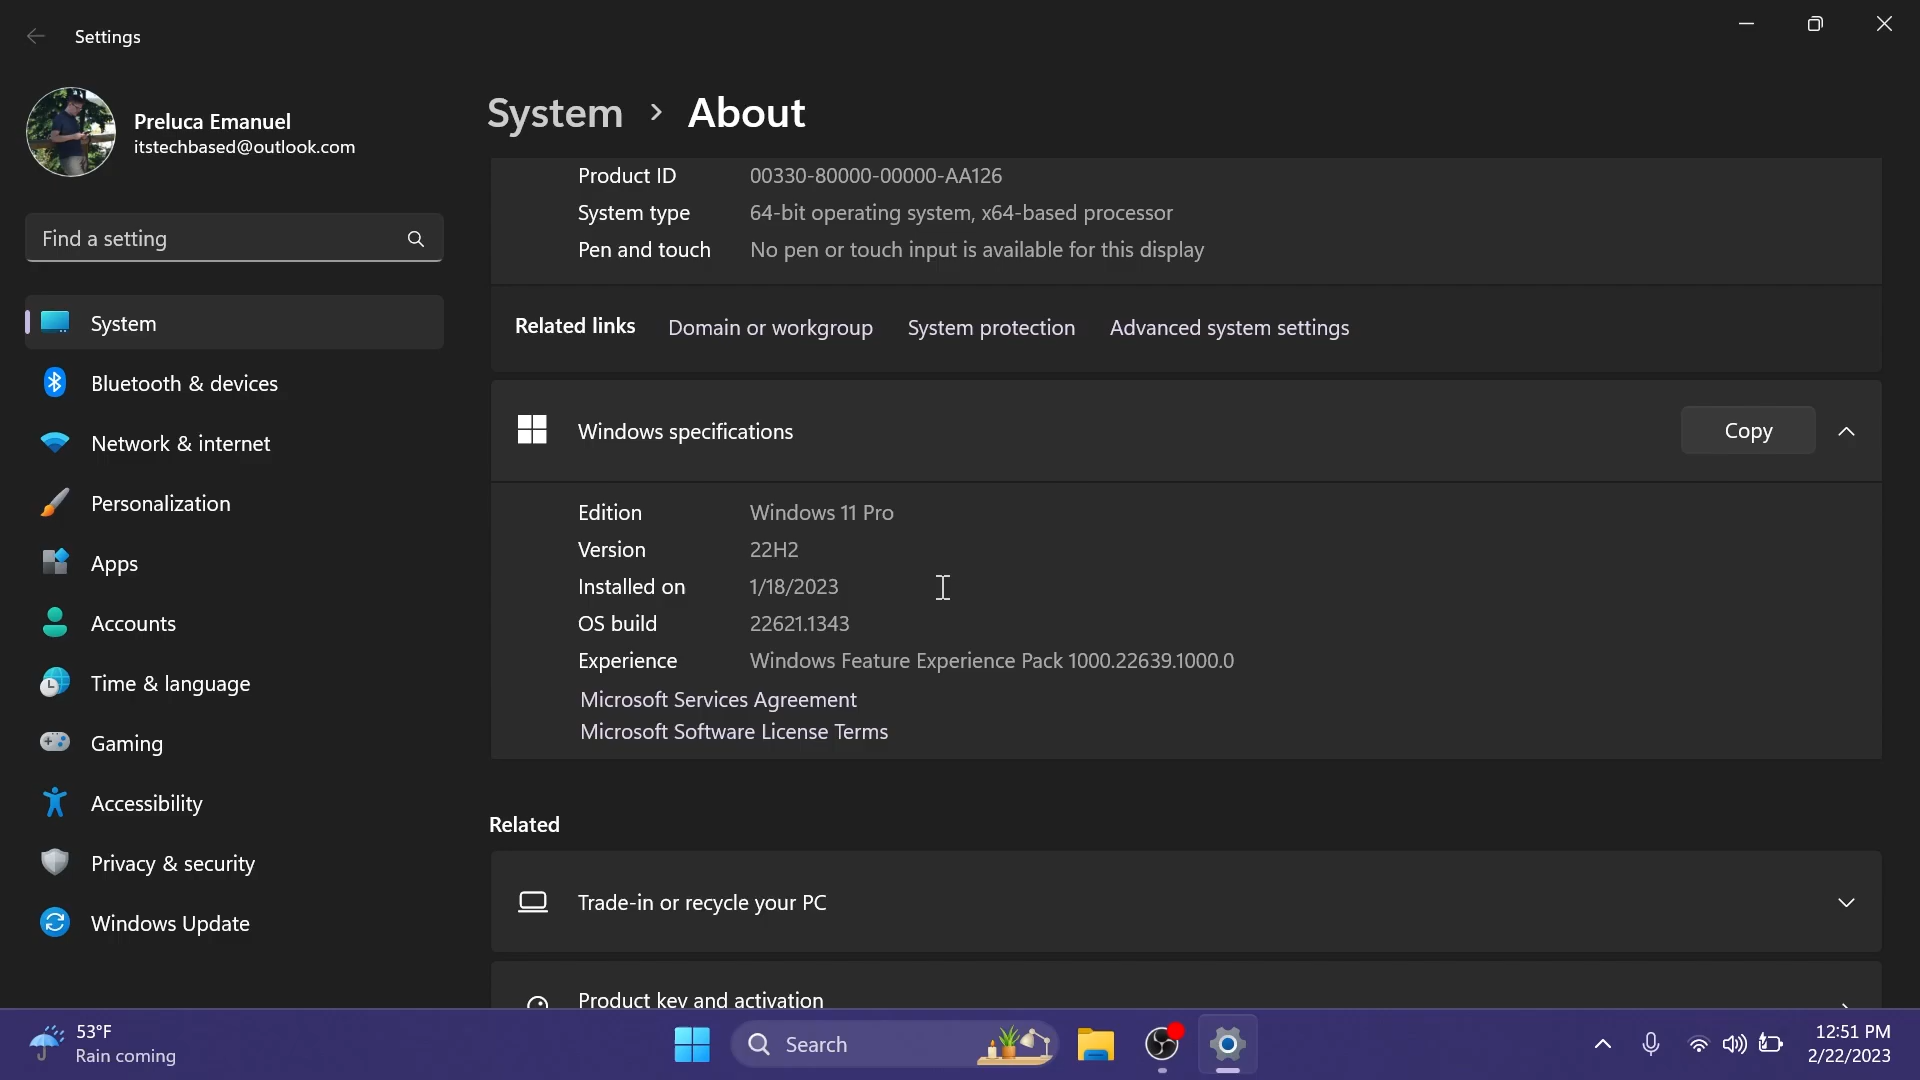 Settings
Preluca Emanuel
itstechbased@outlook.com
Find a setting
System
Bluetooth & devices
Network & internet
Personalization
Apps
Accounts
Time & language
Gaming
Accessibility
Privacy & security
Windows Update
System > About
Product ID 00330-80000-00000-AA126
System type 64-bit operating system, x64-based processor
Pen and touch No pen or touch input is available for this display
Related links Domain or workgroup System protection Advanced system settings
Windows specifications Copy
Edition Windows 11 Pro
Version 22H2
Installed on 1/18/2023
OS build 22621.1343
Experience Windows Feature Experience Pack 1000.22639.1000.0
Microsoft Services Agreement
Microsoft Software License Terms
Related
Trade-in or recycle your PC
Product key and activation
53°F
Rain coming
Search
12:51 PM
2/22/2023